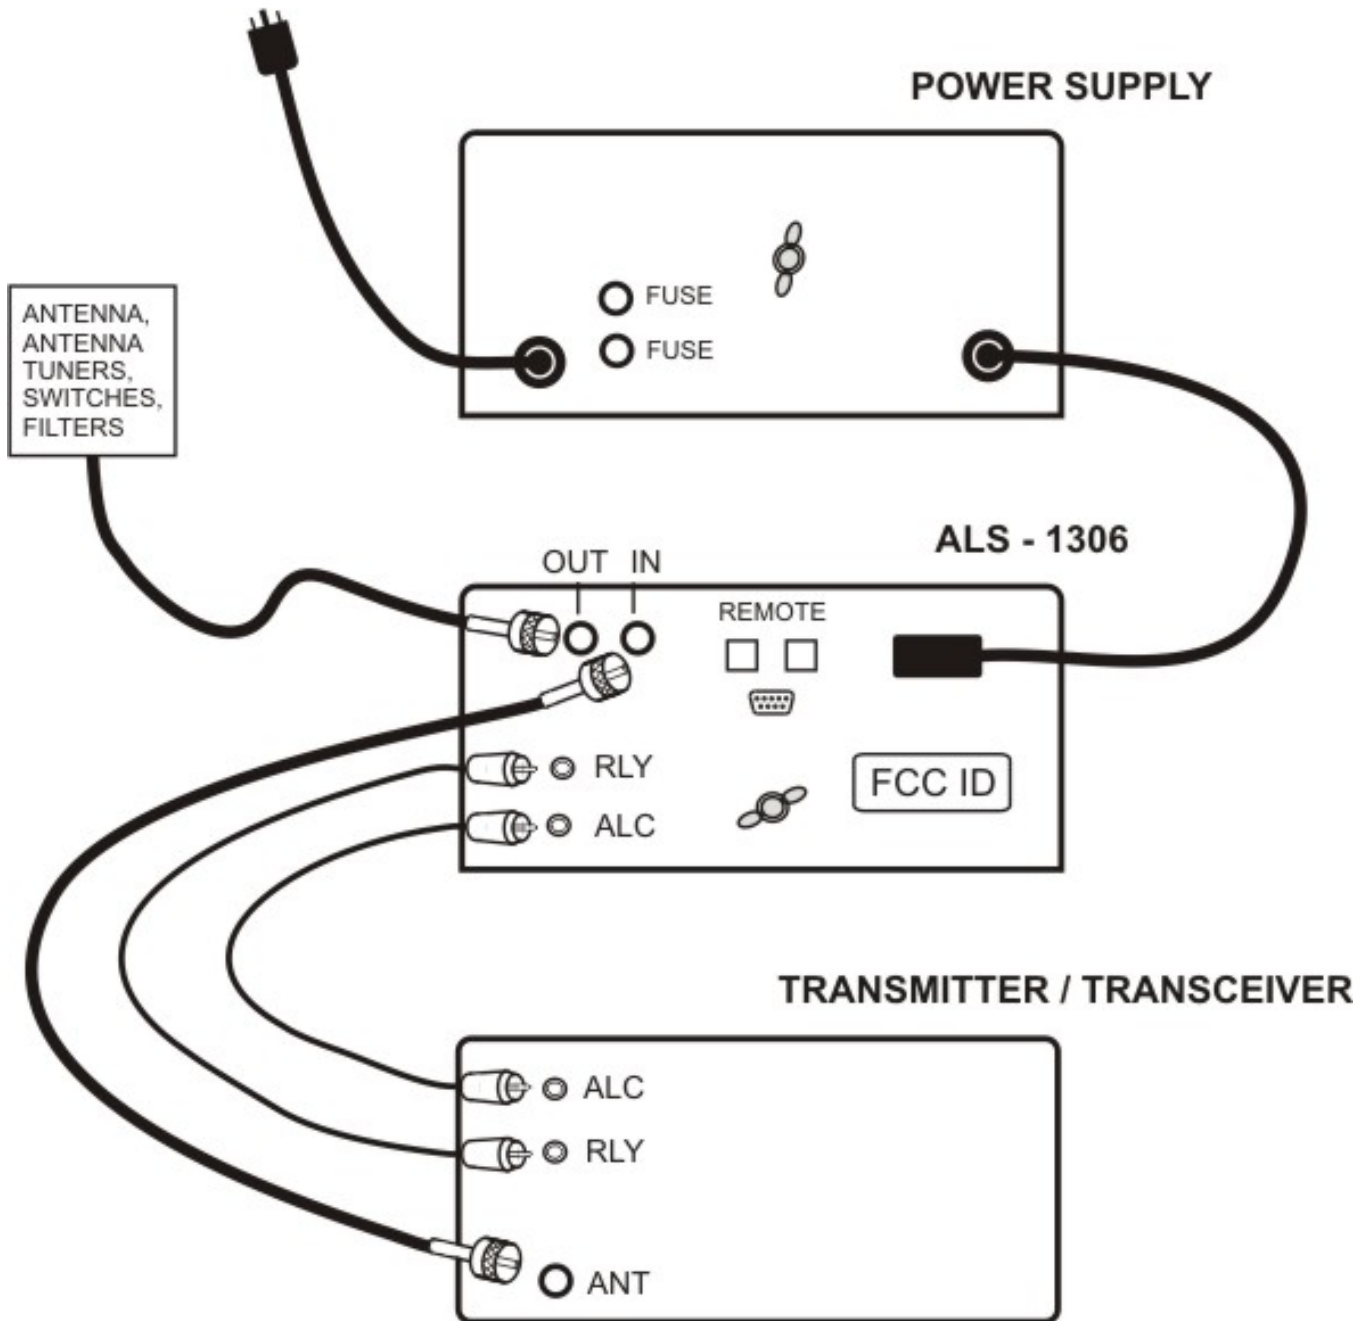 POWER SUPPLY
FUSE
FUSE
ANTENNA,
ANTENNA
TUNERS,
SWITCHES,
FILTERS
ALS - 1306
OUT IN
REMOTE
RLY
FCC ID
ALC
TRANSMITTER / TRANSCEIVER
ALC
RLY
ANT